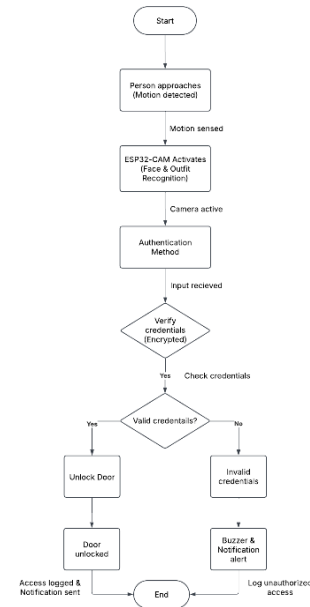 Start
Person approaches
(Motion detected)
Motion sensed
ESP32-CAM Activates
(Face & Outfit
Recognition)
Camera active
Authentication
Method
Input recieved
Verify
credentials
(Encrypted)
Yes
Check credentials
Valid credentails?
Yes
No
Unlock Door
Invalid
credentials
Door
unlocked
Buzzer &
Notification
alert
Access logged &
Notification sent
End
Log unauthorized
access